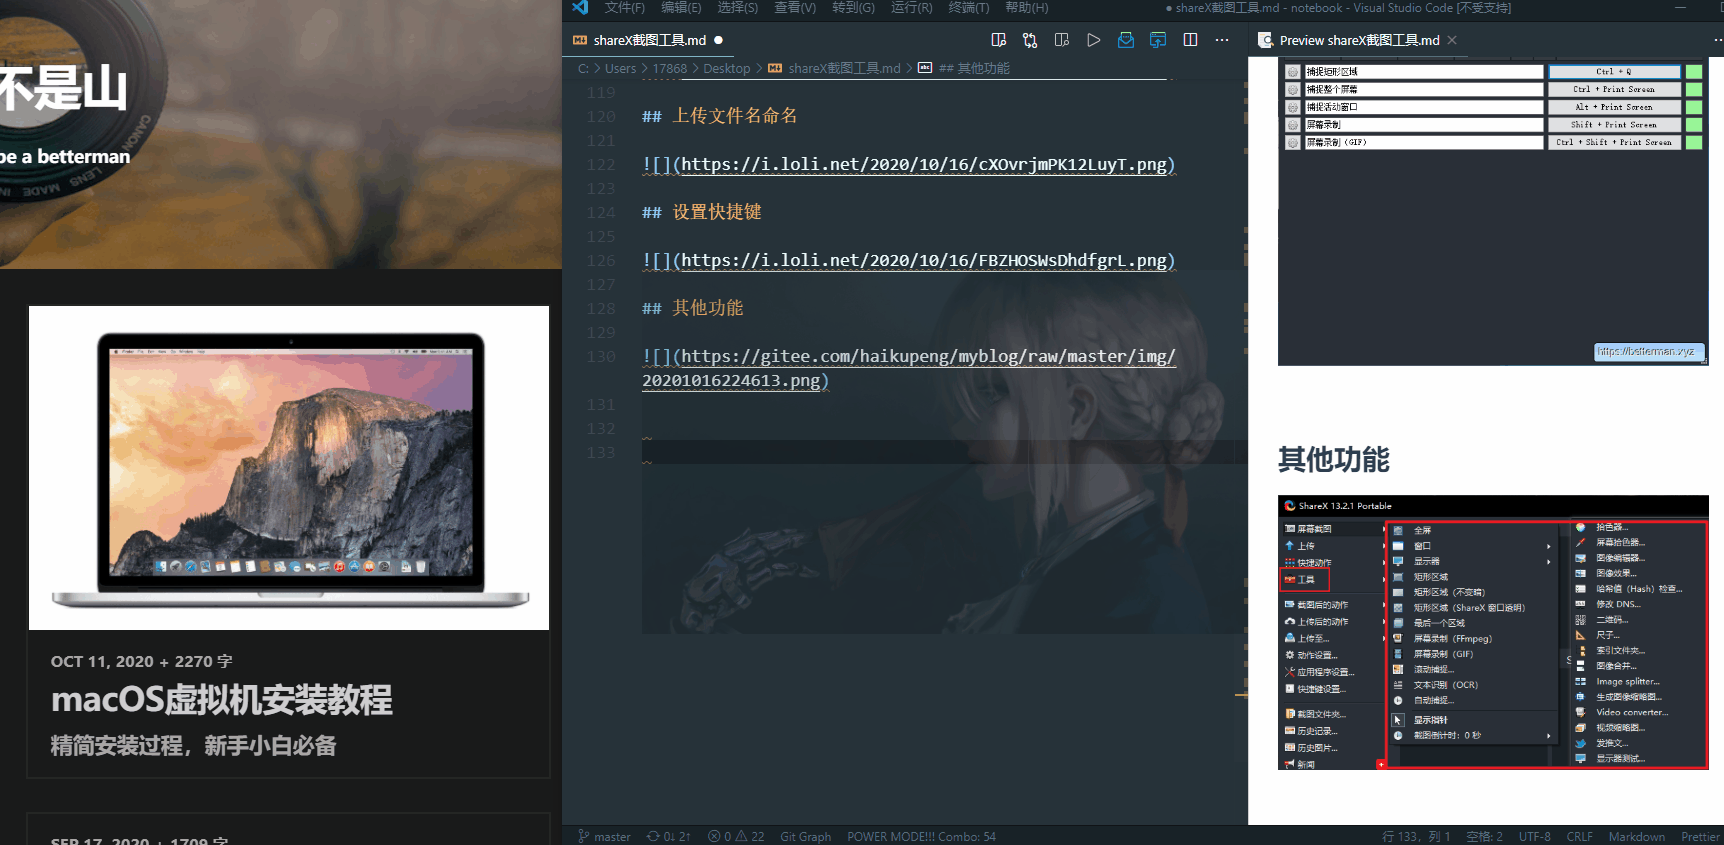 不是山
be a betterman
CANON
LENS MADE IN
OCT 11, 2020 + 2270 字
macOS虚拟机安装教程
精简安装过程，新手小白必备
SEP 17, 2020 + 1709 字
文件(F) 编辑(E) 选择(S) 查看(V) 转到(G) 运行(R) 终端(T) 帮助(H)
● shareX截图工具.md - notebook - Visual Studio Code [不受支持]
shareX截图工具.md ●
C: > Users > 17868 > Desktop > shareX截图工具.md > ## 其他功能
119
120 ## 上传文件名命名
121
122 ![](https://i.loli.net/2020/10/16/cXOvrjmPK12LuyT.png)
123
124 ## 设置快捷键
125
126 ![](https://i.loli.net/2020/10/16/FBZHOSWsDhdfgrL.png)
127
128 ## 其他功能
129
130 ![](https://gitee.com/haikupeng/myblog/raw/master/img/
20201016224613.png)
131
132
133
master 0↓ 2↑ 0 22 Git Graph POWER MODE!!! Combo: 54
行 133，列 1 空格: 2 UTF-8 CRLF Markdown Prettier
Preview shareX截图工具.md
捕捉矩形区域 Ctrl + Q
捕捉整个屏幕 Ctrl + Print Screen
捕捉活动窗口 Alt + Print Screen
屏幕录制 Shift + Print Screen
屏幕录制 (GIF) Ctrl + Shift + Print Screen
https://betterman.xyz
其他功能
ShareX 13.2.1 Portable
屏幕截图
上传
快捷动作
工具
截图后的动作
上传后的动作
上传至...
动作设置...
应用程序设置...
快捷键设置...
截图文件夹...
历史记录...
历史图片...
新闻
全屏
窗口
显示器
矩形区域
矩形区域 (不变暗)
矩形区域 (ShareX 窗口透明)
最后一个区域
屏幕录制 (FFmpeg)
屏幕录制 (GIF)
滚动捕捉...
文本识别 (OCR)
自动捕捉...
显示指针
截图倒计时: 0 秒
拾色器...
屏幕拾色器...
图像编辑器...
图像效果...
哈希值 (Hash) 检查...
修改 DNS...
二维码...
尺子...
索引文件夹...
图像合并...
Image splitter...
生成图像缩略图...
Video converter...
视频缩略图...
发推文...
显示器测试...